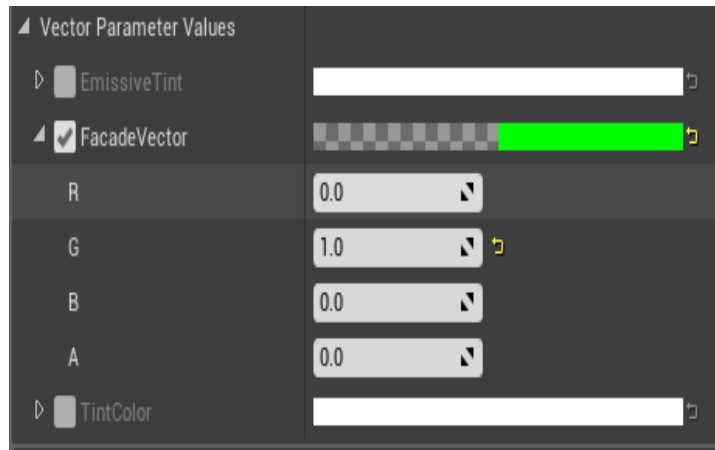 Vector Parameter Values
EmissiveTint
FacadeVector
R 0.0
G 1.0
B 0.0
A 0.0
TintColor